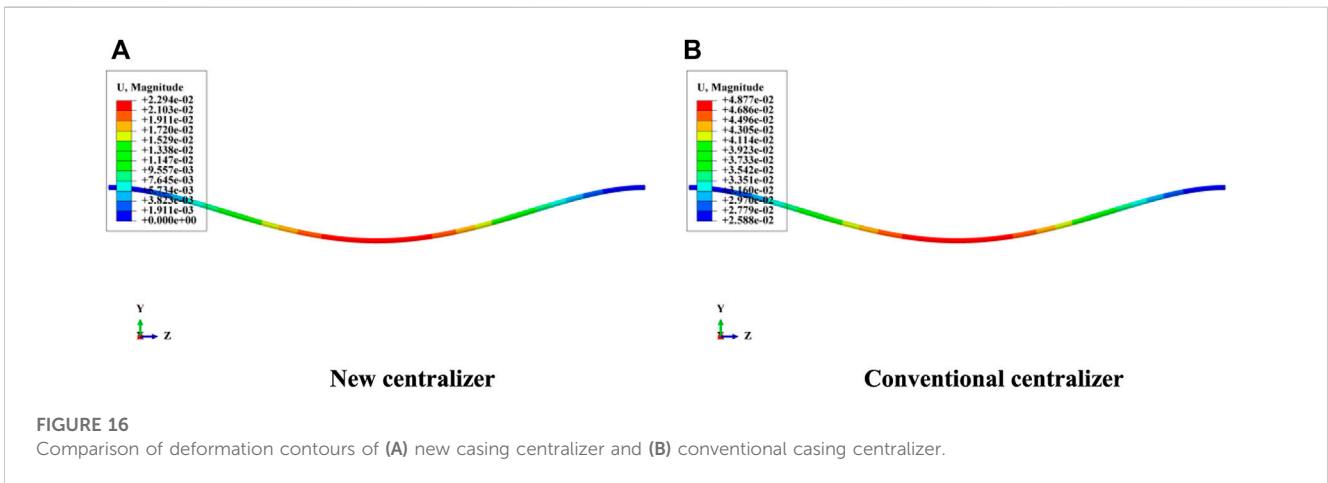 A
U, Magnitude
+2.294e-02
+2.103e-02
+1.911e-02
+1.720e-02
+1.529e-02
+1.338e-02
+1.147e-02
+9.557e-03
+7.645e-03
+5.734e-03
+3.823e-03
+1.911e-03
+0.000e+00
Y
Z
New centralizer
B
U, Magnitude
+4.877e-02
+4.686e-02
+4.496e-02
+4.305e-02
+4.114e-02
+3.923e-02
+3.733e-02
+3.542e-02
+3.351e-02
+3.160e-02
+2.970e-02
+2.779e-02
+2.588e-02
Y
Z
Conventional centralizer
FIGURE 16
Comparison of deformation contours of (A) new casing centralizer and (B) conventional casing centralizer.